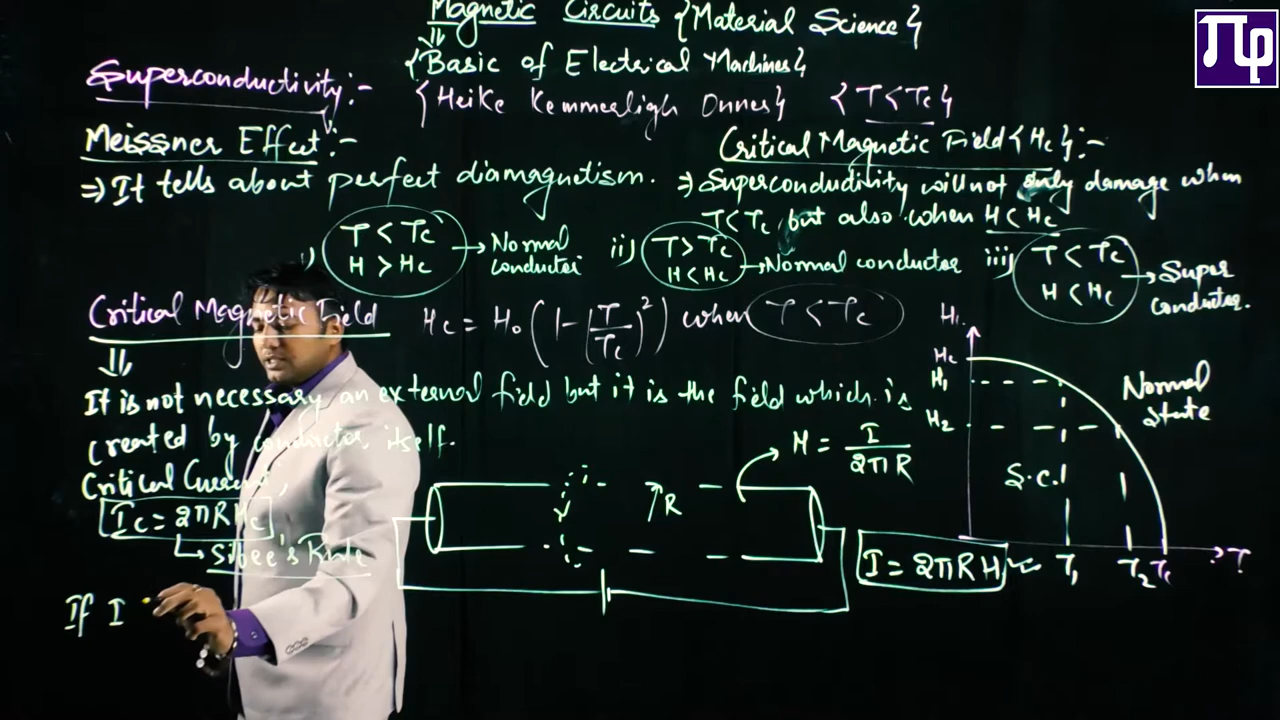 Magnetic Circuits {Material Science}
{Basic of Electrical Machines}
Superconductivity:-
{Heike Kemmerligh Onnes} {T<Tc}
Meissner Effect:-
⇒ It tells about perfect diamagnetism.
Critical Magnetic Field {Hc}:-
⇒ Superconductivity will not only damage when
T<Tc but also when H<Hc
T < Tc
H > Hc
→ Normal
conductor
ii) T > Tc
H < Hc
→ Normal conductor
iii) T < Tc
H < Hc
→ Super
conductor.
Critical Magnetic Field
Hc = H0 (1-(T/Tc)²) when T < Tc
⇓
It is not necessary an external field but it is the field which is
created by conductor itself.
Critical Current,
Ic = 2πRHc
→ Silbee's Rule
If I
R
H = I/2πR
I = 2πRH
H
Hc
H1
H2
Normal
State
S.C.
T1
T2
Tc
T
πφ